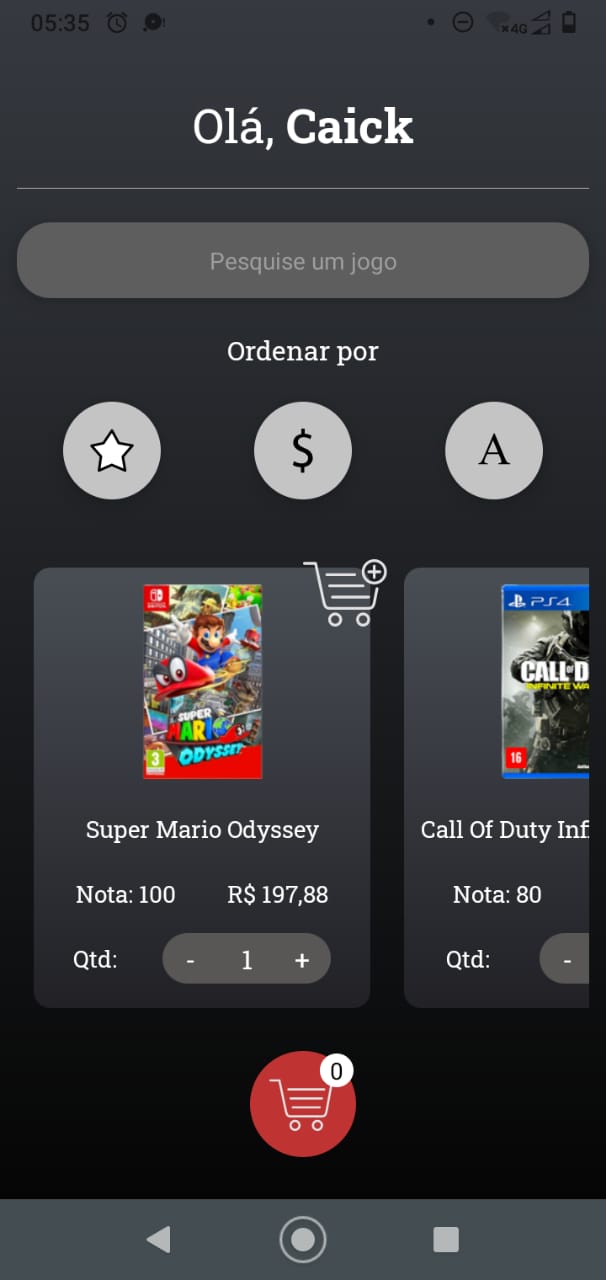 05:35
4G
Olá, Caick
Pesquise um jogo
Ordenar por
$
A
SUPER
MARIO
ODYSSEY
3
PS4
CALL OF D
INFINITE WA
16
Super Mario Odyssey
Call Of Duty Inf
Nota: 100
R$ 197,88
Nota: 80
Qtd:
-
1
+
Qtd:
-
0